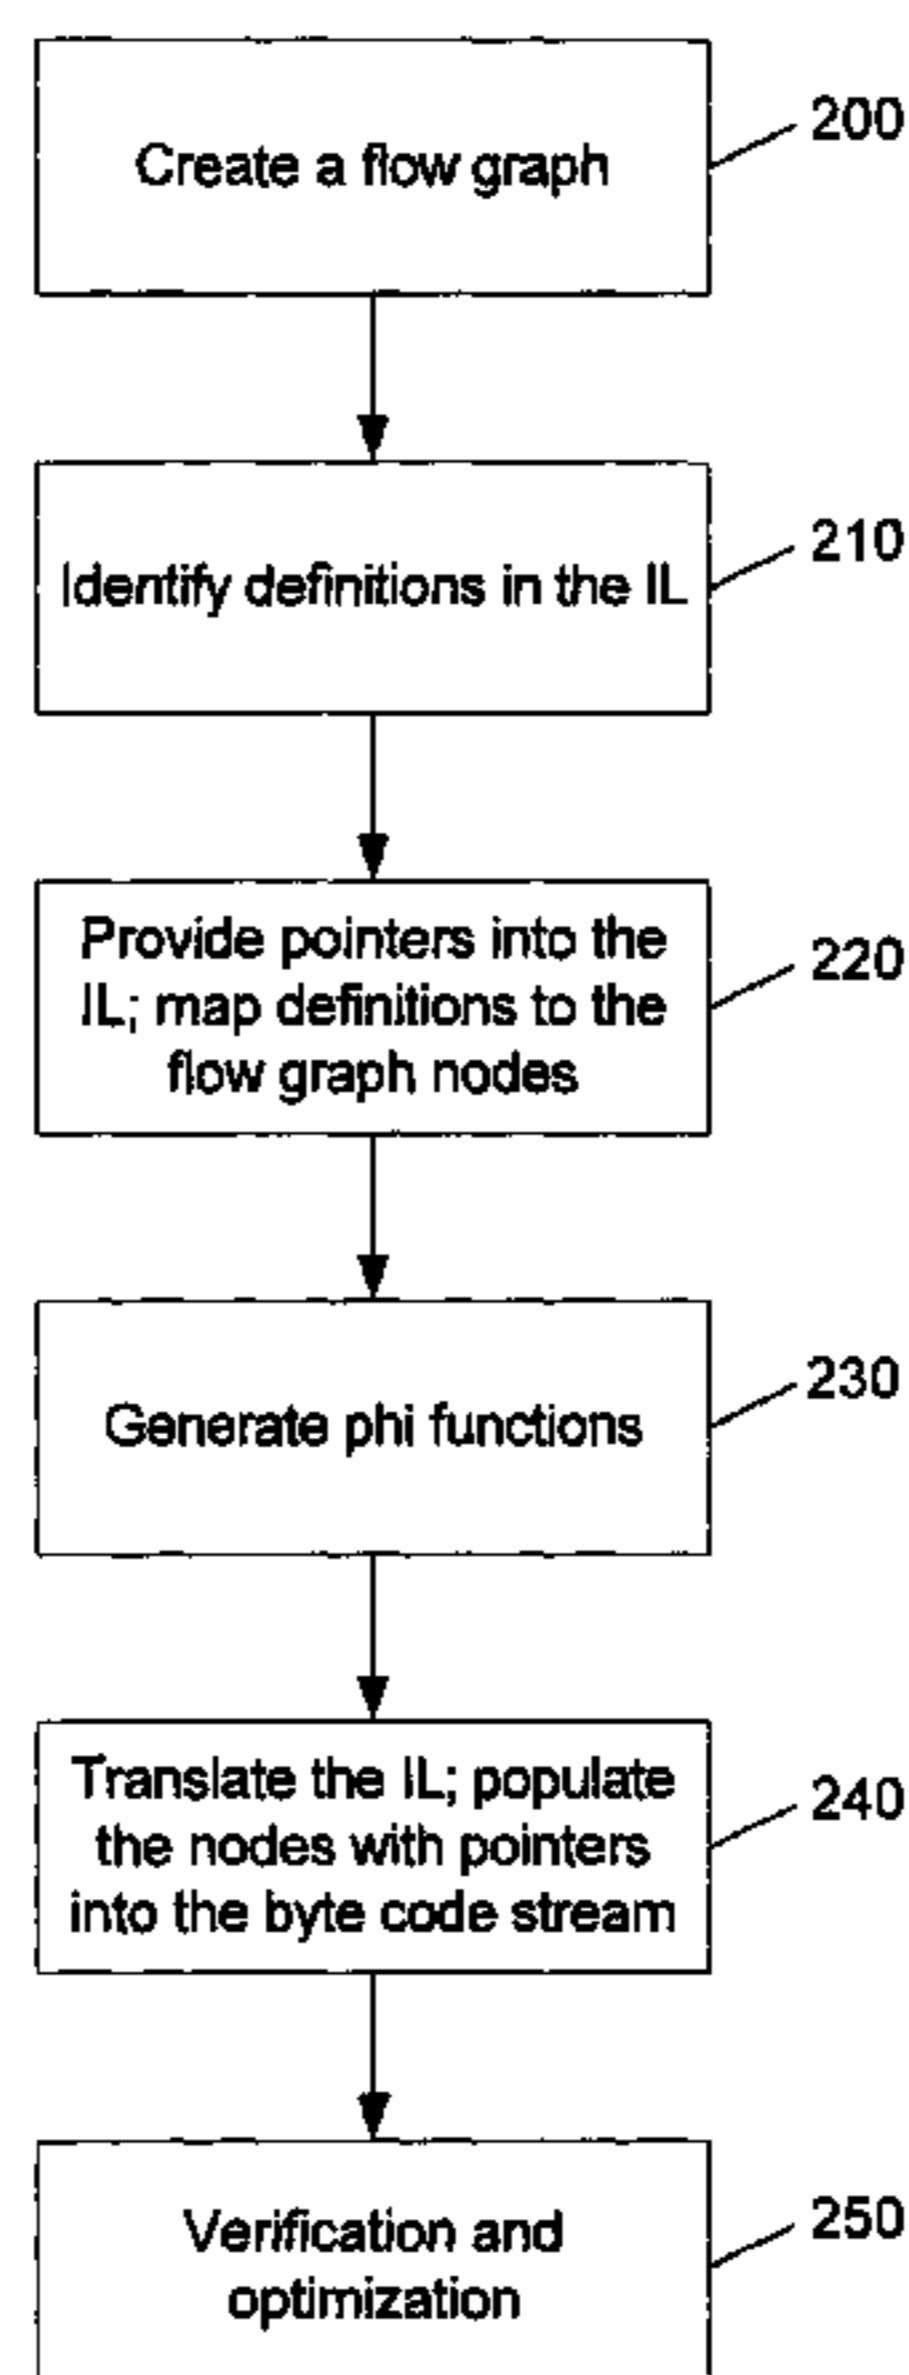 Create a flow graph
200
Identify definitions in the IL
210
Provide pointers into the
IL; map definitions to the
flow graph nodes
220
Generate phi functions
230
Translate the IL; populate
the nodes with pointers
into the byte code stream
240
Verification and
optimization
250